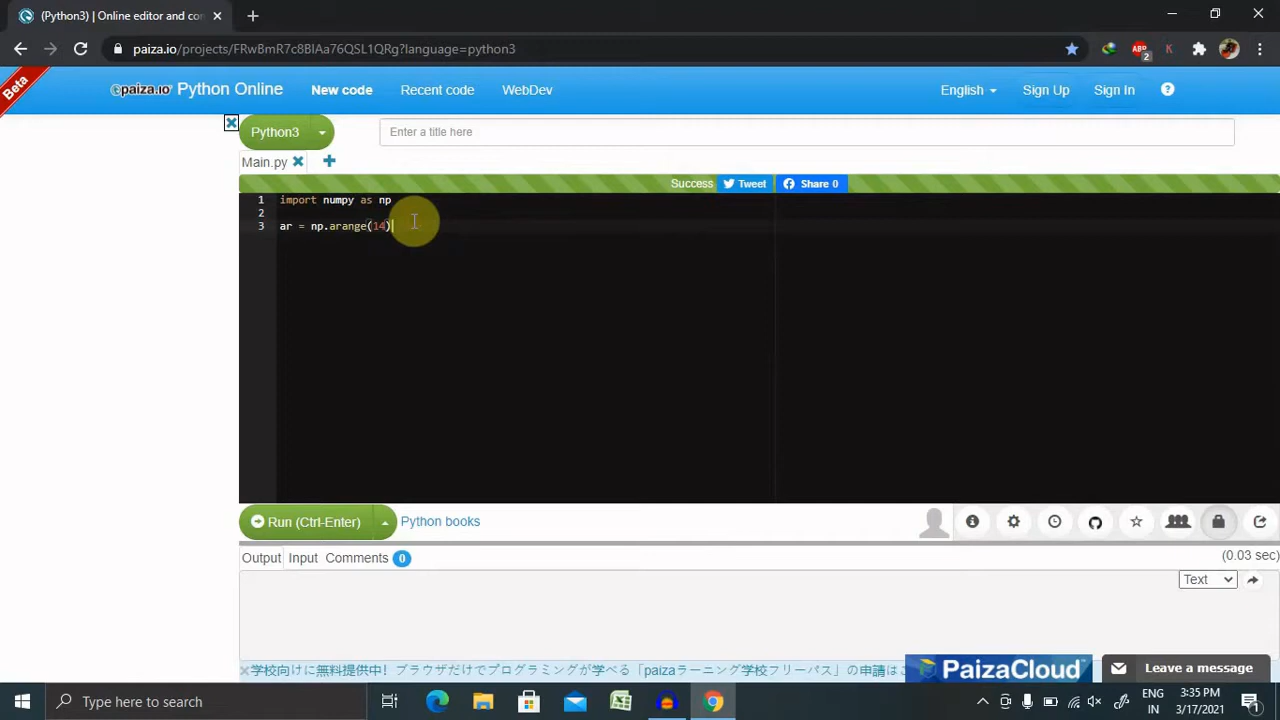 (Python3) | Online editor and co
paiza.io/projects/FRwBmR7c8BIAa76QSL1QRg?language=python3
ABP
2
K
Beta
paiza.io Python Online
New code
Recent code
WebDev
English
Sign Up
Sign In
Python3
Enter a title here
Main.py
Success
Tweet
Share 0
1 import numpy as np
2
3 ar = np.arange(14)
Run (Ctrl-Enter)
Python books
Output
Input
Comments 0
(0.03 sec)
Text
学校向けに無料提供中! ブラウザだけでプログラミングが学べる「paizaラーニング学校フリーパス」の申請は
PaizaCloud
Leave a message
Type here to search
ENG
IN
3:35 PM
3/17/2021
1